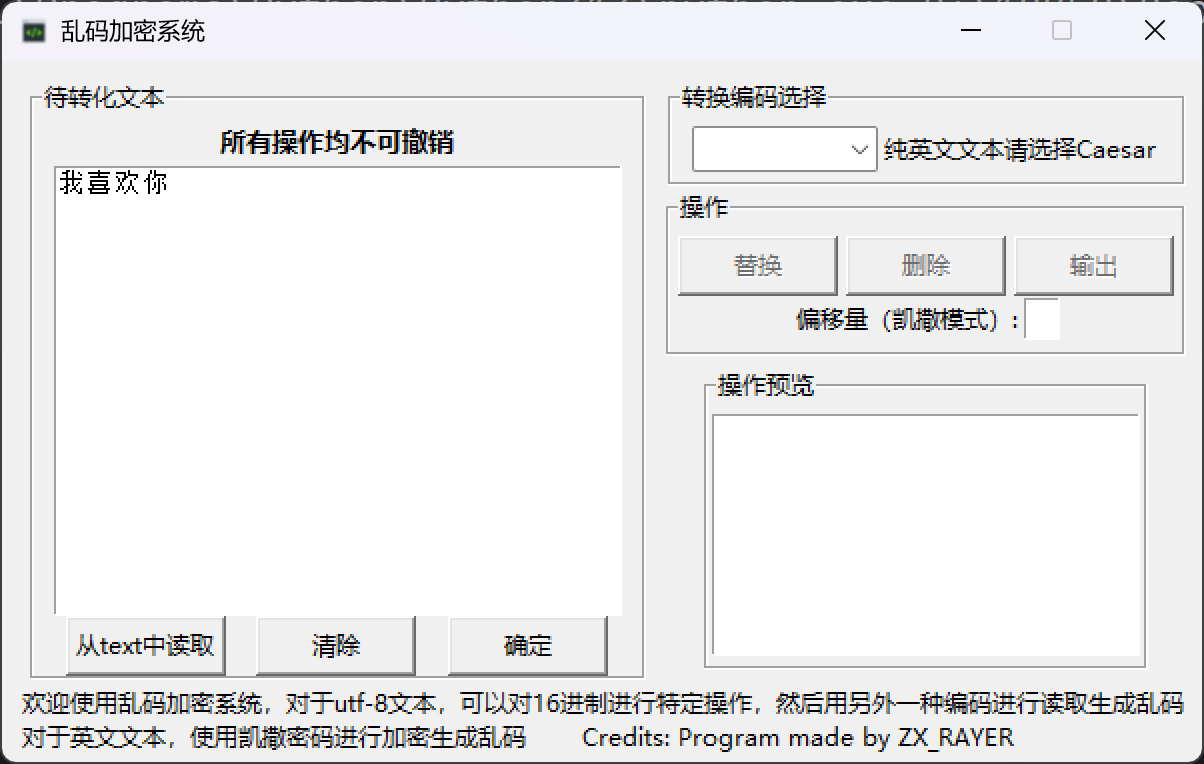 乱码加密系统
待转化文本
所有操作均不可撤销
我喜欢你
从text中读取
清除
确定
转换编码选择
纯英文文本请选择Caesar
操作
替换
删除
输出
偏移量（凯撒模式）:
操作预览
欢迎使用乱码加密系统，对于utf-8文本，可以对16进制进行特定操作，然后用另外一种编码进行读取生成乱码
对于英文文本，使用凯撒密码进行加密生成乱码 Credits: Program made by ZX_RAYER